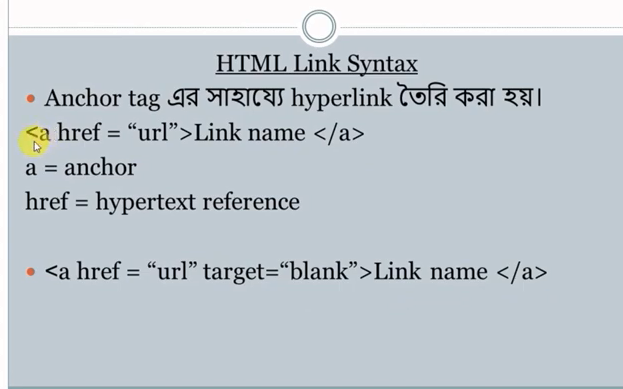 HTML Link Syntax
• Anchor tag এর সাহায্যে hyperlink তৈরি করা হয়।
<a href = “url”>Link name </a>
a = anchor
href = hypertext reference
• <a href = “url” target=“blank”>Link name </a>